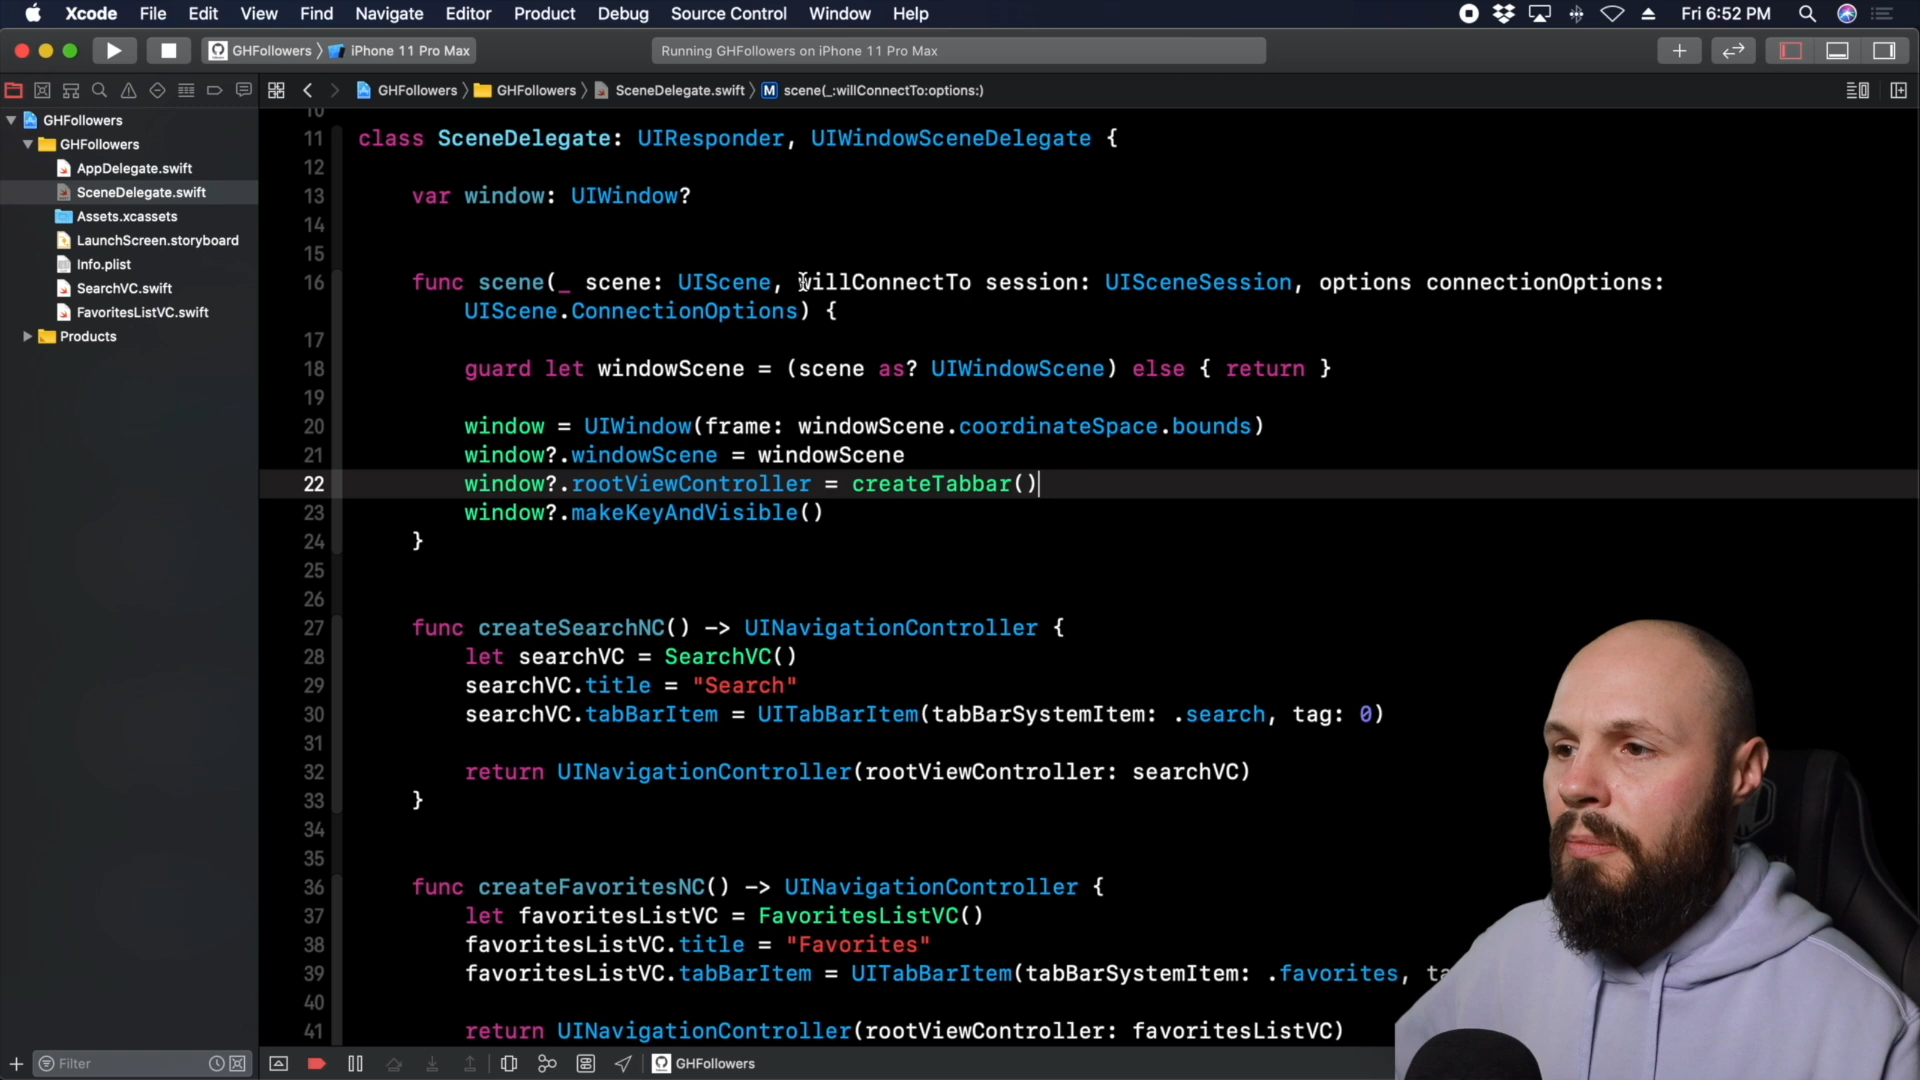 Xcode File Edit View Find Navigate Editor Product Debug Source Control Window Help Fri 6:52 PM
GHFollowers iPhone 11 Pro Max Running GHFollowers on iPhone 11 Pro Max
GHFollowers GHFollowers SceneDelegate.swift M scene(_:willConnectTo:options:)
GHFollowers
GHFollowers
AppDelegate.swift
SceneDelegate.swift
Assets.xcassets
LaunchScreen.storyboard
Info.plist
SearchVC.swift
FavoritesListVC.swift
Products
10
11 class SceneDelegate: UIResponder, UIWindowSceneDelegate {
12
13 var window: UIWindow?
14
15
16 func scene(_ scene: UIScene, willConnectTo session: UISceneSession, options connectionOptions:
UIScene.ConnectionOptions) {
17
18 guard let windowScene = (scene as? UIWindowScene) else { return }
19
20 window = UIWindow(frame: windowScene.coordinateSpace.bounds)
21 window?.windowScene = windowScene
22 window?.rootViewController = createTabbar()
23 window?.makeKeyAndVisible()
24 }
25
26
27 func createSearchNC() -> UINavigationController {
28 let searchVC = SearchVC()
29 searchVC.title = "Search"
30 searchVC.tabBarItem = UITabBarItem(tabBarSystemItem: .search, tag: 0)
31
32 return UINavigationController(rootViewController: searchVC)
33 }
34
35
36 func createFavoritesNC() -> UINavigationController {
37 let favoritesListVC = FavoritesListVC()
38 favoritesListVC.title = "Favorites"
39 favoritesListVC.tabBarItem = UITabBarItem(tabBarSystemItem: .favorites,
40
41 return UINavigationController(rootViewController: favoritesListVC)
Filter GHFollowers